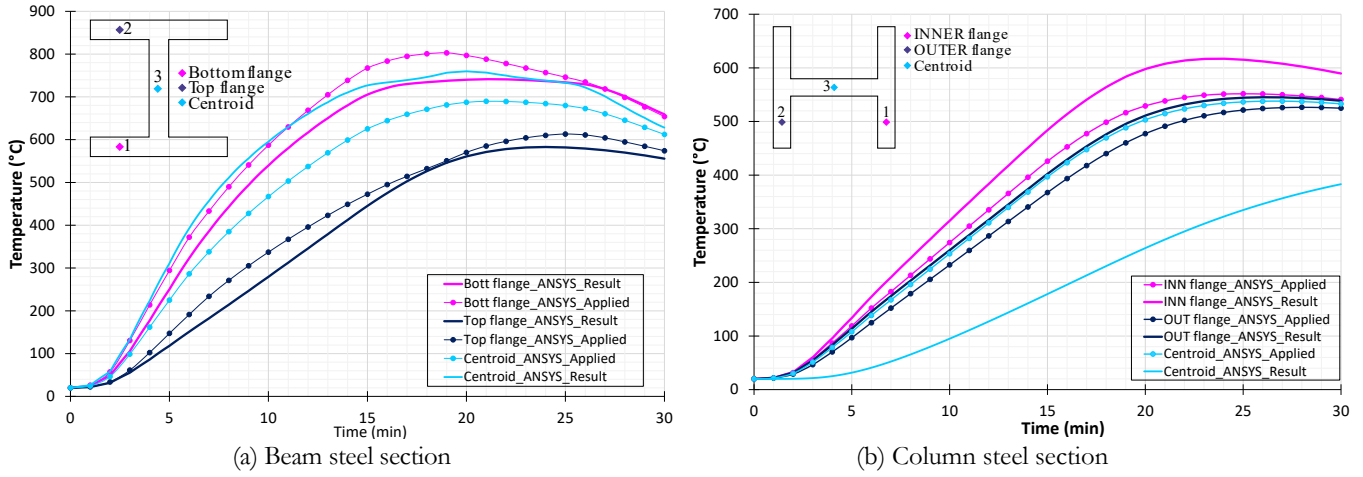 900
800
700
600
500
400
300
200
100
0
Temperature (°C)
2
3
1
Bottom flange
Top flange
Centroid
Bott flange_ANSYS_Result
Bott flange_ANSYS_Applied
Top flange_ANSYS_Result
Top flange_ANSYS_Applied
Centroid_ANSYS_Applied
Centroid_ANSYS_Result
0 5 10 15 20 25 30
Time (min)
(a) Beam steel section
700
600
500
400
300
200
100
0
Temperature (°C)
INNER flange
OUTER flange
Centroid
3
2
1
INN flange_ANSYS_Applied
INN flange_ANSYS_Result
OUT flange_ANSYS_Applied
OUT flange_ANSYS_Result
Centroid_ANSYS_Applied
Centroid_ANSYS_Result
0 5 10 15 20 25 30
Time (min)
(b) Column steel section